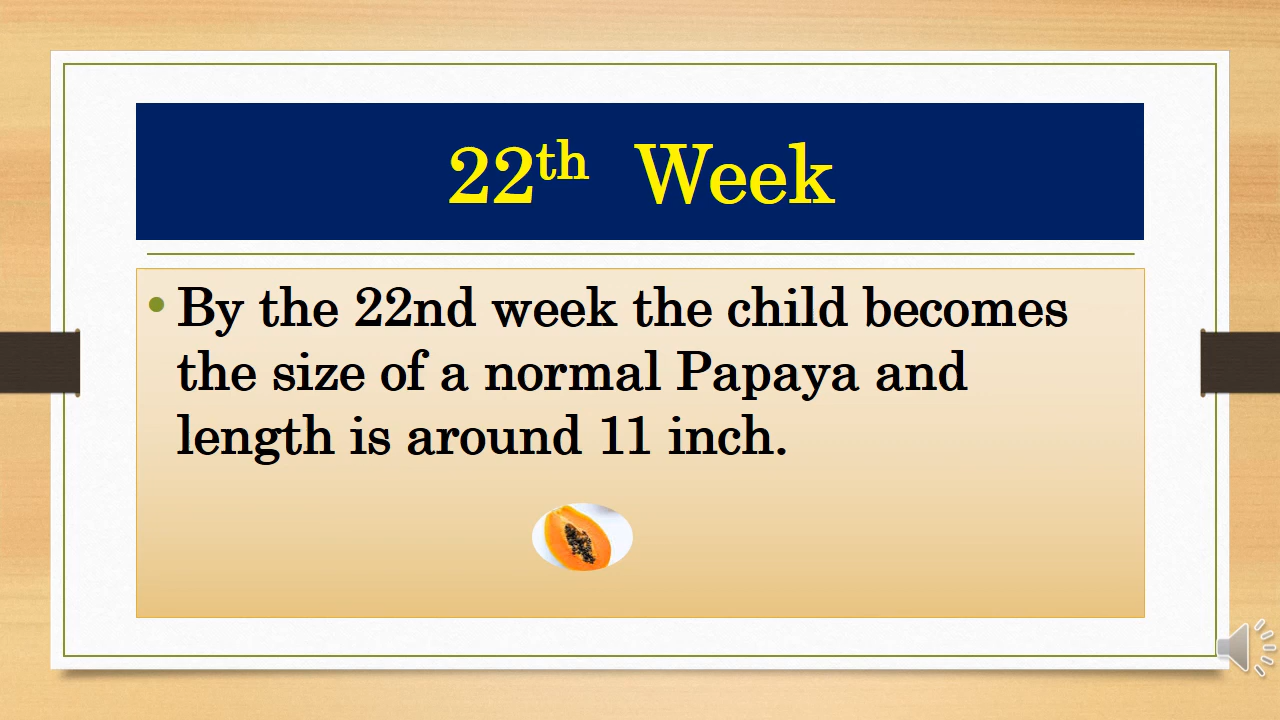 22th Week
• By the 22nd week the child becomes
the size of a normal Papaya and
length is around 11 inch.